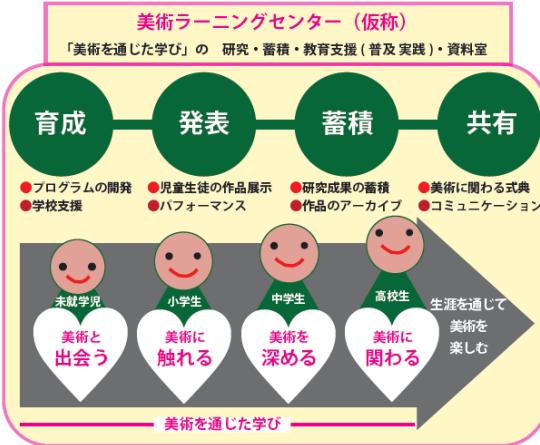 美術ラーニングセンター（仮称）
「美術を通じた学び」の　研究・蓄積・教育支援(普及実践)・資料室
育成
発表
蓄積
共有
●プログラムの開発
●学校支援
●児童生徒の作品展示
●パフォーマンス
●研究成果の蓄積
●作品のアーカイブ
●美術に関わる式典
●コミュニケーション
未就学児
美術と
出会う
小学生
美術に
触れる
中学生
美術を
深める
高校生
美術に
関わる
生涯を通じて
美術を
楽しむ
美術を通じた学び